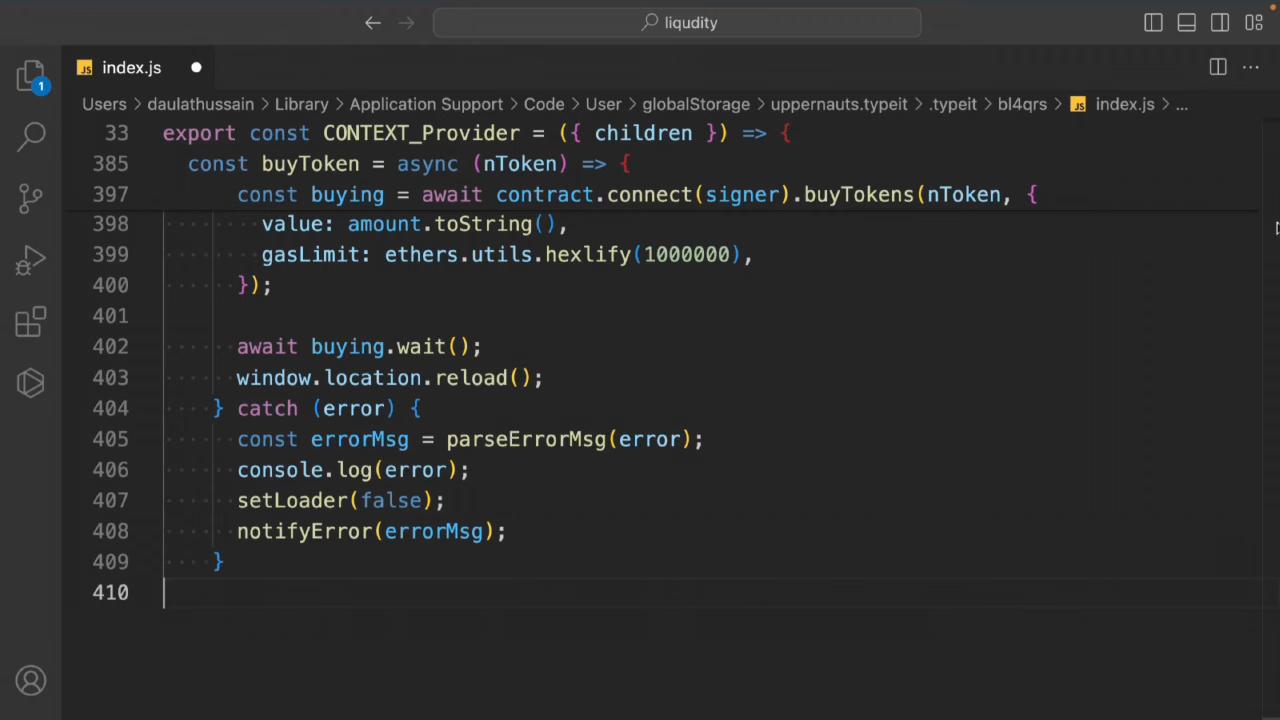 liqudity
1
JS index.js
Users > daulathussain > Library > Application Support > Code > User > globalStorage > uppernauts.typeit > .typeit > bl4qrs > JS index.js > ...
33 export const CONTEXT_Provider = ({ children }) => {
385 const buyToken = async (nToken) => {
397 const buying = await contract.connect(signer).buyTokens(nToken, {
398 value: amount.toString(),
399 gasLimit: ethers.utils.hexlify(1000000),
400 });
401
402 await buying.wait();
403 window.location.reload();
404 } catch (error) {
405 const errorMsg = parseErrorMsg(error);
406 console.log(error);
407 setLoader(false);
408 notifyError(errorMsg);
409 }
410